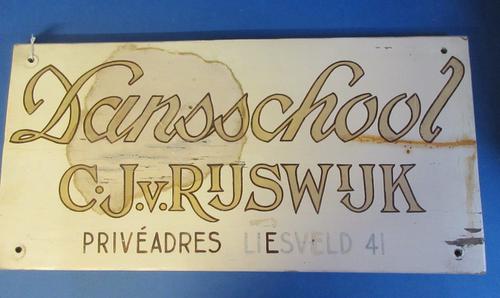 Dansschool
C.J.v.RIJSWIJK
PRIVÉADRES LIESVELD 41